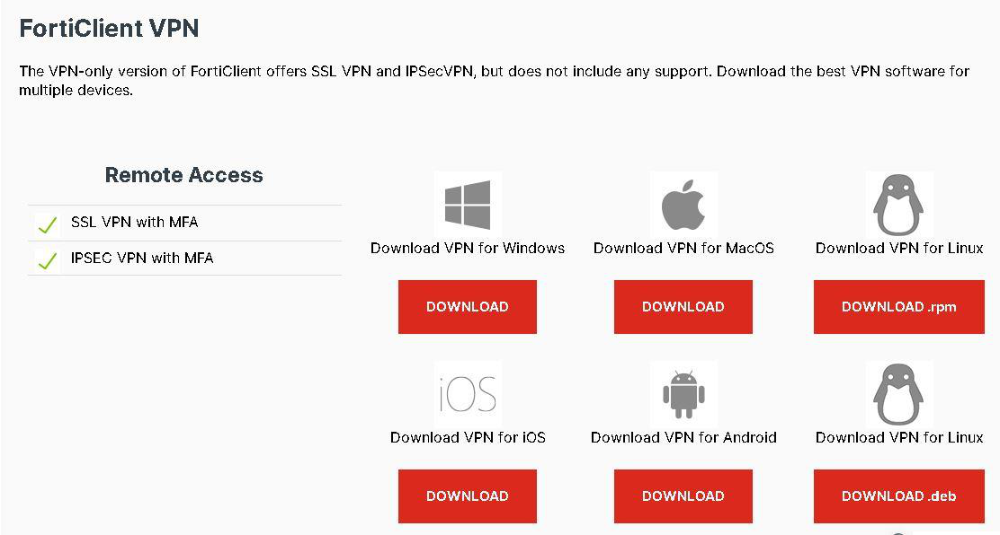 FortiClient VPN
The VPN-only version of FortiClient offers SSL VPN and IPSecVPN, but does not include any support. Download the best VPN software for
multiple devices.
Remote Access
SSL VPN with MFA
IPSEC VPN with MFA
Download VPN for Windows
DOWNLOAD
Download VPN for MacOS
DOWNLOAD
Download VPN for Linux
DOWNLOAD .rpm
iOS
Download VPN for iOS
DOWNLOAD
Download VPN for Android
DOWNLOAD
Download VPN for Linux
DOWNLOAD .deb